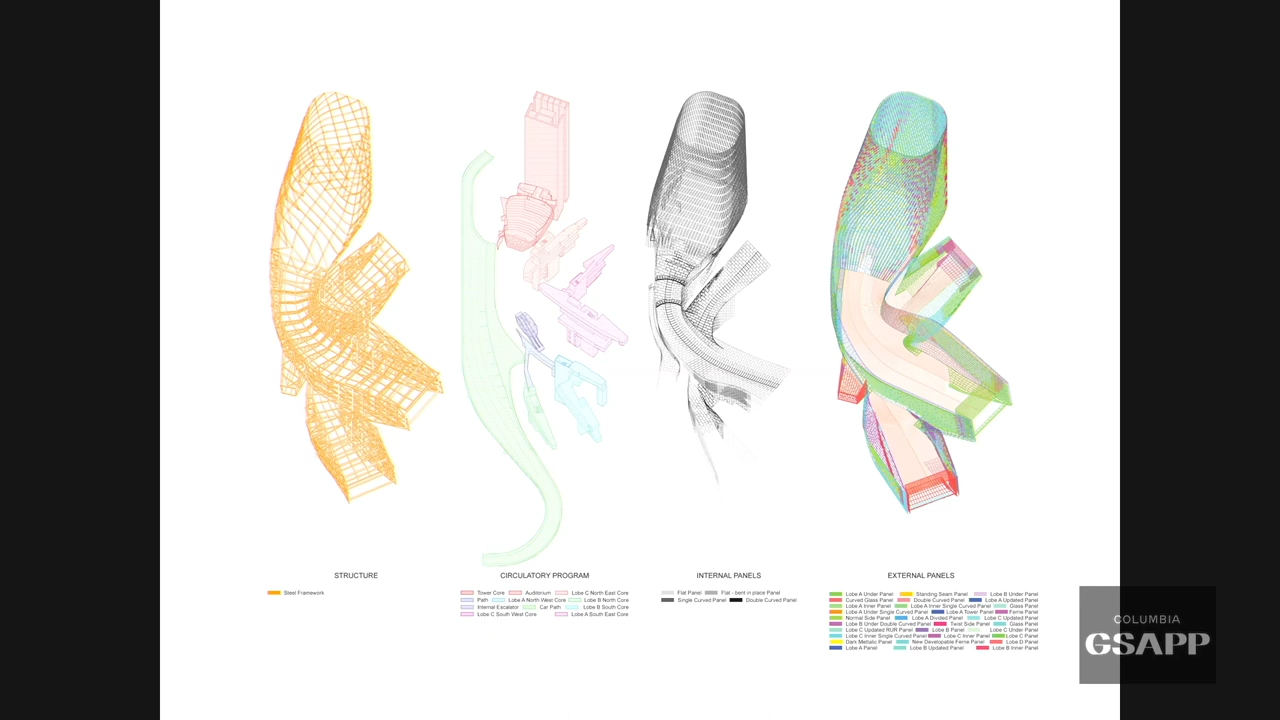 STRUCTURE
Steel Framework
CIRCULATORY PROGRAM
Tower Core Auditorium Lobe C North East Core
Path Lobe A North West Core Lobe B North Core
Internal Escalator Car Path Lobe B South Core
Lobe C South West Core Lobe A South East Core
INTERNAL PANELS
Flat Panel Flat - bent in place Panel
Single Curved Panel Double Curved Panel
EXTERNAL PANELS
Lobe A Under Panel Standing Seam Panel Lobe B Under Panel
Curved Glass Panel Double Curved Panel Lobe A Updated Panel
Lobe A Inner Panel Lobe A Inner Single Curved Panel Glass Panel
Lobe A Under Single Curved Panel Lobe A Tower Panel Ferrie Panel
Normal Side Panel Lobe A Divided Panel Lobe C Updated Panel
Lobe B Under Double Curved Panel Twist Side Panel Glass Panel
Lobe C Updated RUR Panel Lobe B Panel Lobe C Under Panel
Lobe C Inner Single Curved Panel Lobe C Inner Panel Lobe C Panel
Dark Metallic Panel New Developable Ferrie Panel Lobe D Panel
Lobe A Panel Lobe B Updated Panel Lobe B Inner Panel
COLUMBIA
GSAPP